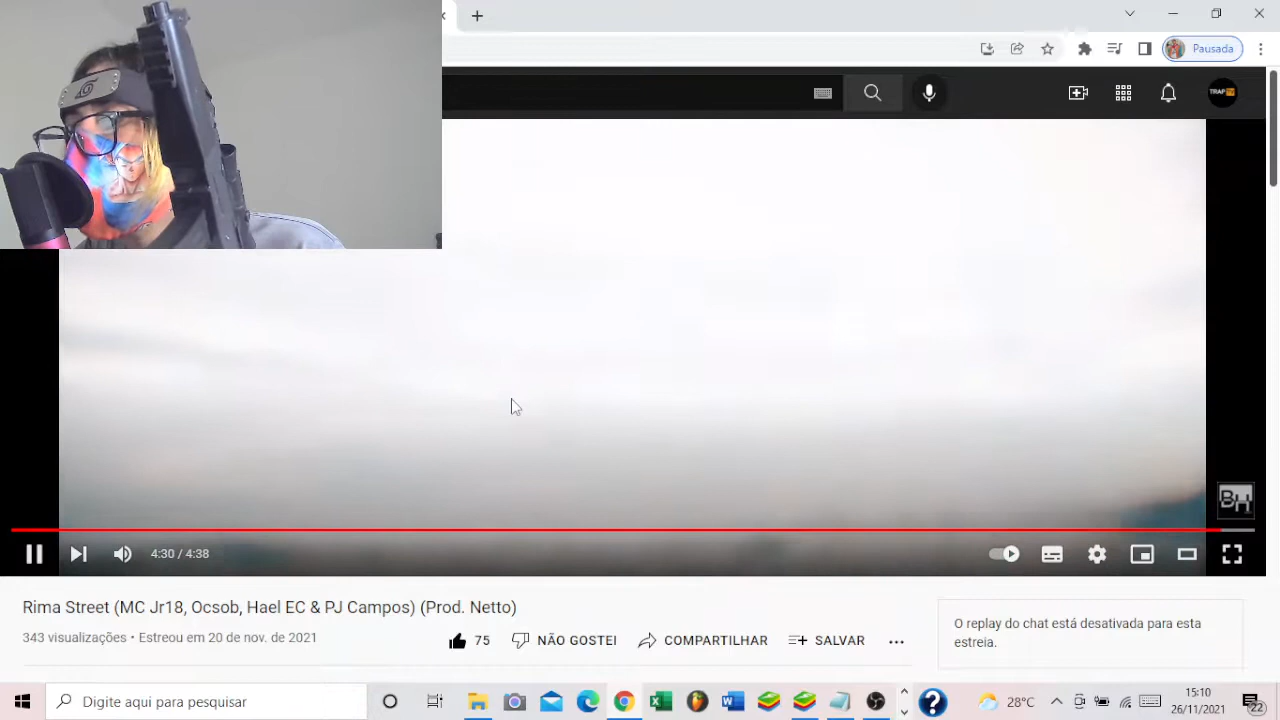 Pausada
TRAP
BH
4:30 / 4:38
Rima Street (MC Jr18, Ocsob, Hael EC & PJ Campos) (Prod. Netto)
343 visualizações • Estreou em 20 de nov. de 2021
75
NÃO GOSTEI
COMPARTILHAR
SALVAR
O replay do chat está desativada para esta
estreia.
Digite aqui para pesquisar
28°C
15:10
26/11/2021
22